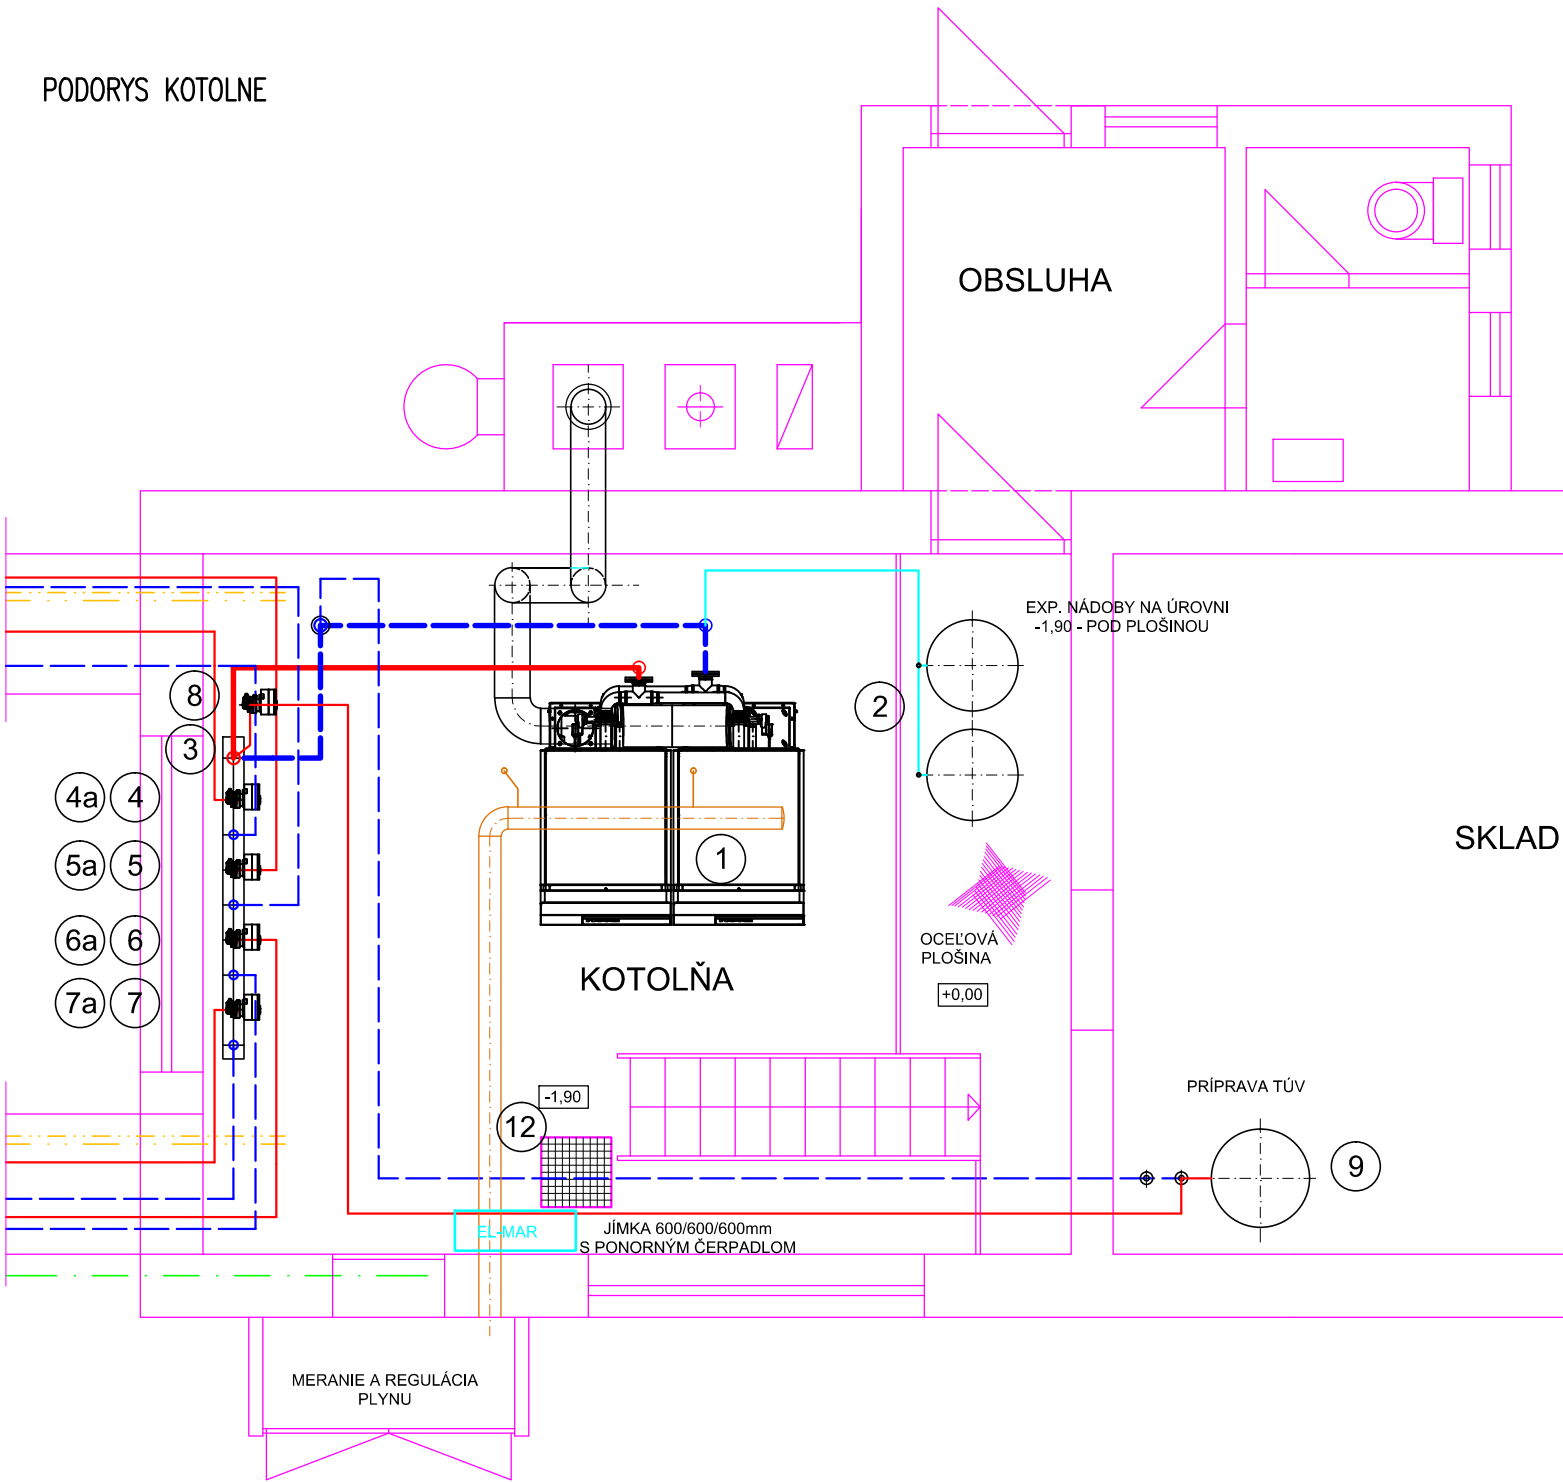 PODORYS KOTOLNE
OBSLUHA
EXP. NÁDOBY NA ÚROVNI
-1,90 - POD PLOŠINOU
8
2
3
4a 4
SKLAD
1
5a 5
6a 6
OCEĽOVÁ
PLOŠINA
KOTOLŇA
+0,00
7a 7
PRÍPRAVA TÚV
-1,90
12
9
EL-MAR
JÍMKA 600/600/600mm
S PONORNÝM ČERPADLOM
MERANIE A REGULÁCIA
PLYNU